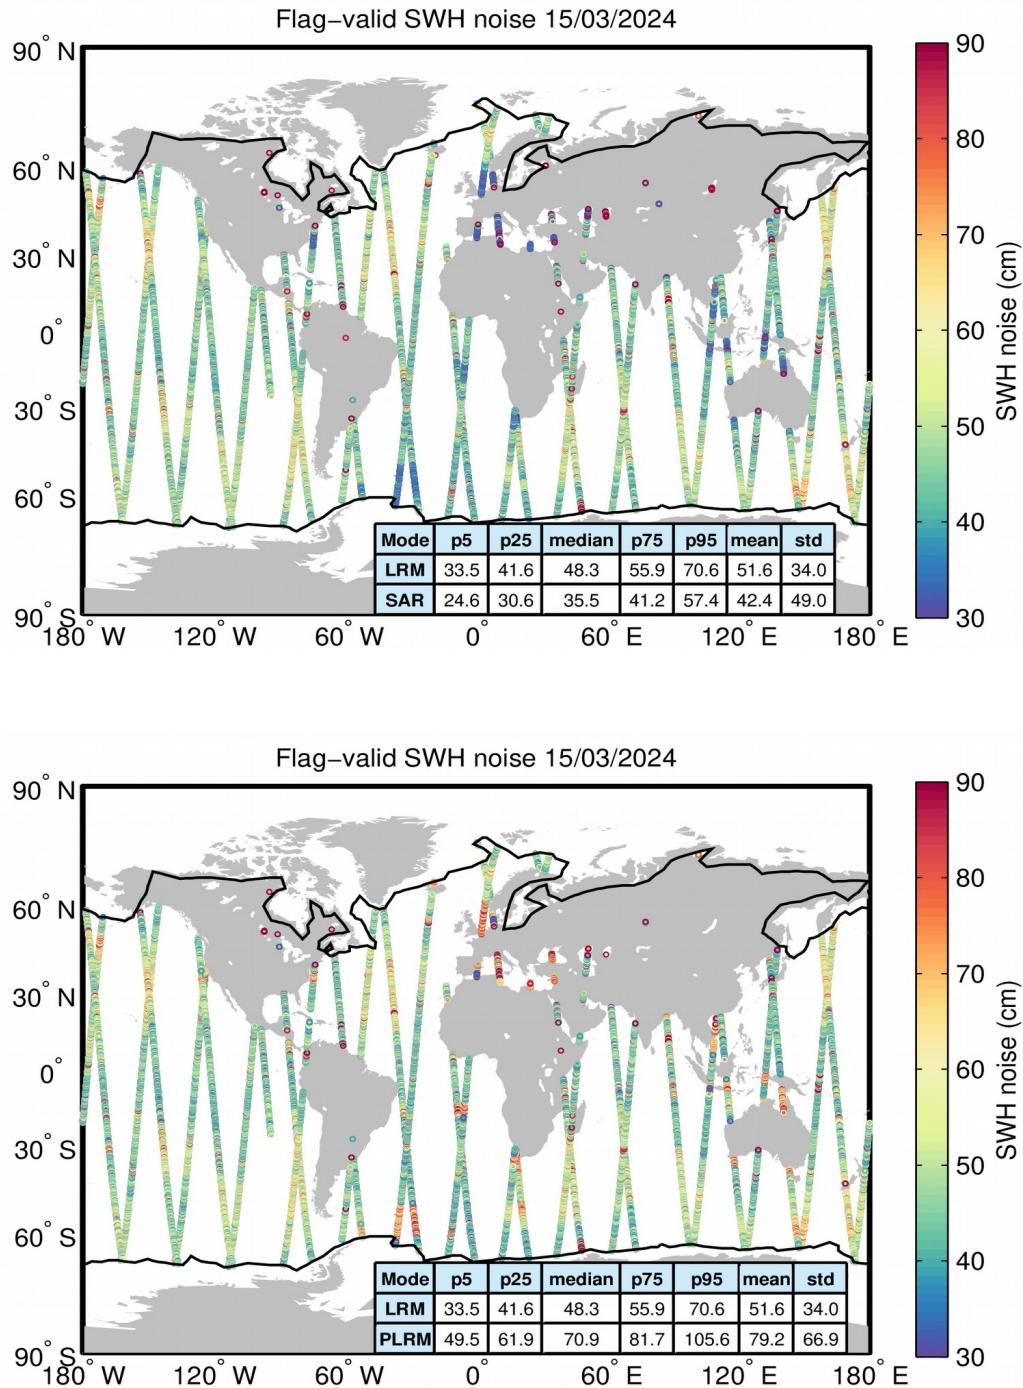 Flag−valid SWH noise 15/03/2024
90° N
60° N
30° N
0°
30° S
60° S
90° S
180° W
120° W
60° W
0°
60° E
120° E
180° E
90
80
70
60
50
40
30
SWH noise (cm)
Mode p5 p25 median p75 p95 mean std
LRM 33.5 41.6 48.3 55.9 70.6 51.6 34.0
SAR 24.6 30.6 35.5 41.2 57.4 42.4 49.0
Flag−valid SWH noise 15/03/2024
90° N
60° N
30° N
0°
30° S
60° S
90° S
180° W
120° W
60° W
0°
60° E
120° E
180° E
90
80
70
60
50
40
30
SWH noise (cm)
Mode p5 p25 median p75 p95 mean std
LRM 33.5 41.6 48.3 55.9 70.6 51.6 34.0
PLRM 49.5 61.9 70.9 81.7 105.6 79.2 66.9